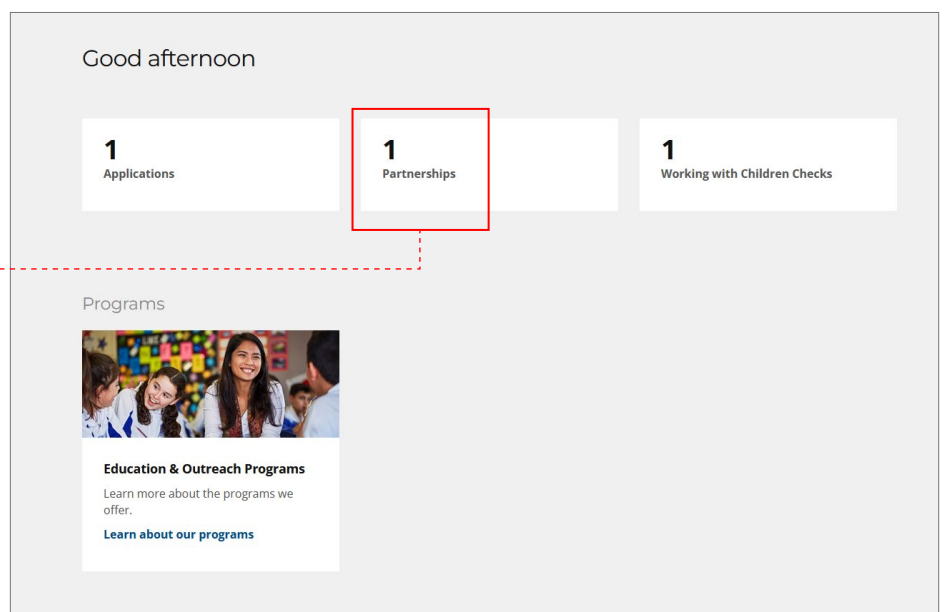 Good afternoon
1
Applications
1
Partnerships
1
Working with Children Checks
Programs
Education & Outreach Programs
Learn more about the programs we
offer.
Learn about our programs